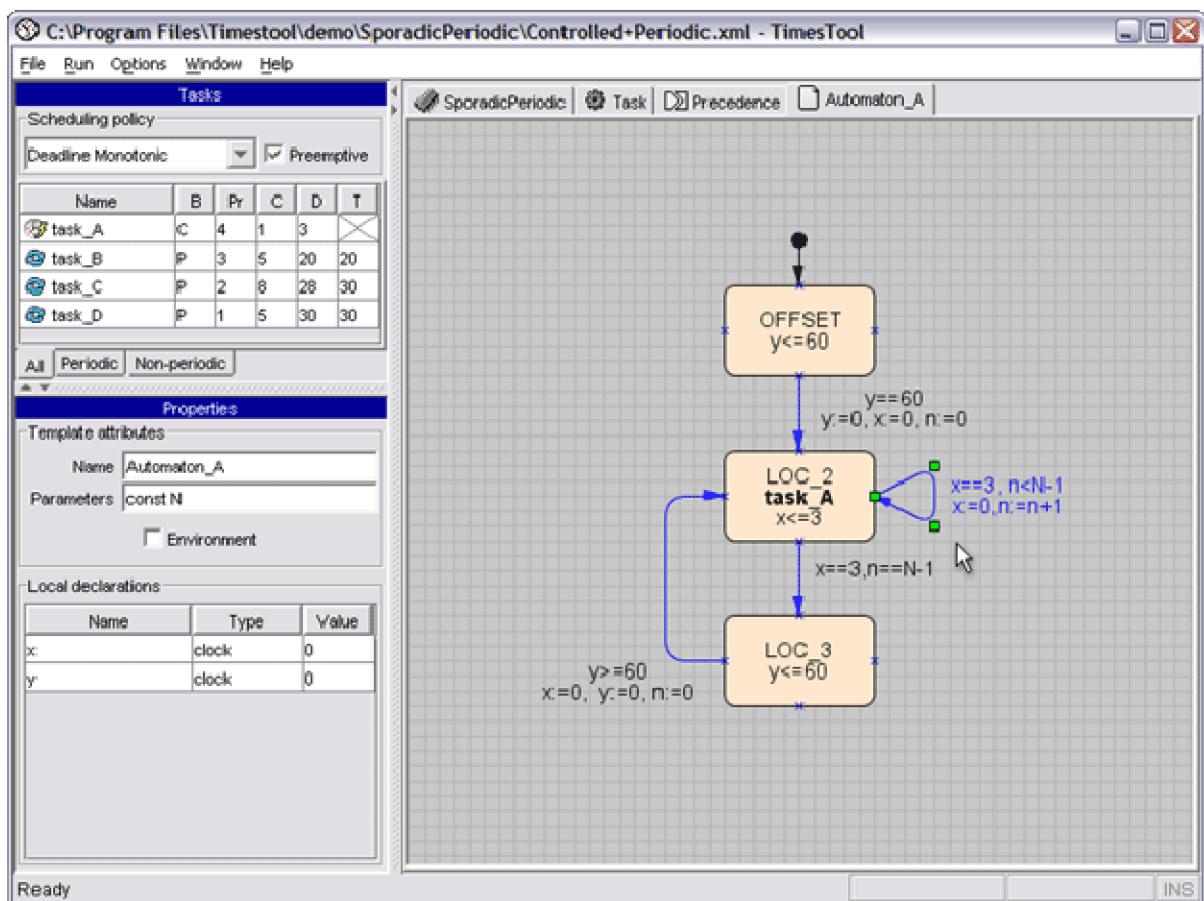 C:\Program Files\Timestool\demo\SporadicPeriodic\Controlled+Periodic.xml - TimesTool
File Run Options Window Help
Tasks
Scheduling policy
Deadline Monotonic Preemptive
Name B Pr C D T
task_A C 4 1 3
task_B P 3 5 20 20
task_C P 2 8 28 30
task_D P 1 5 30 30
All Periodic Non-periodic
Properties
Template attributes
Name Automaton_A
Parameters const N
Environment
Local declarations
Name Type Value
x clock 0
y clock 0
SporadicPeriodic Task Precedence Automaton_A
OFFSET
y<=60
y==60
y:=0, x:=0, n:=0
LOC_2
task_A
x<=3
x==3, n<N-1
x:=0,n:=n+1
x==3,n==N-1
LOC_3
y<=60
y>=60
x:=0, y:=0, n:=0
Ready
INS